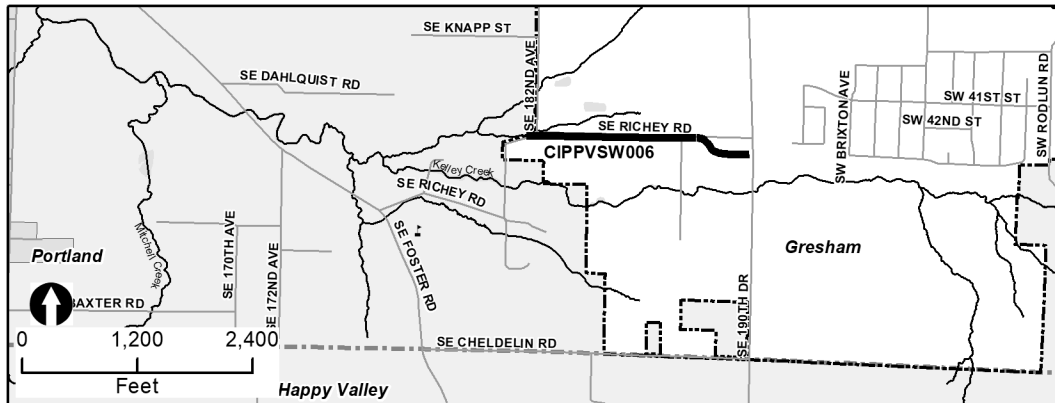 SE KNAPP ST
SE DAHLQUIST RD
SE 182ND AVE
SE RICHEY RD
CIPPVSW006
SW BRIXTON AVE
SW 41ST ST
SW 42ND ST
SW RODLUN RD
Kelley Creek
SE RICHEY RD
Mitchell Creek
Portland
SE 170TH AVE
SE 172ND AVE
SE FOSTER RD
Gresham
BAXTER RD
SE 190TH DR
SE CHELDELIN RD
0 1,200 2,400
Feet
Happy Valley